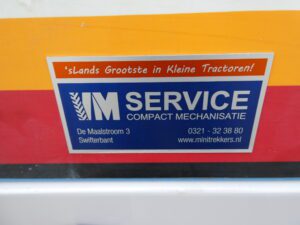 'sLands Grootste in Kleine Tractoren!
IM SERVICE
COMPACT MECHANISATIE
De Maalstroom 3
Swifterbant
0321 - 32 38 80
www.minitrekkers.nl